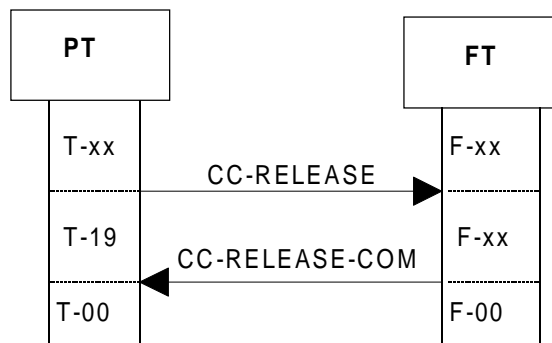 PT
FT
T-xx
F-xx
CC-RELEASE
T-19
F-xx
CC-RELEASE-COM
T-00
F-00